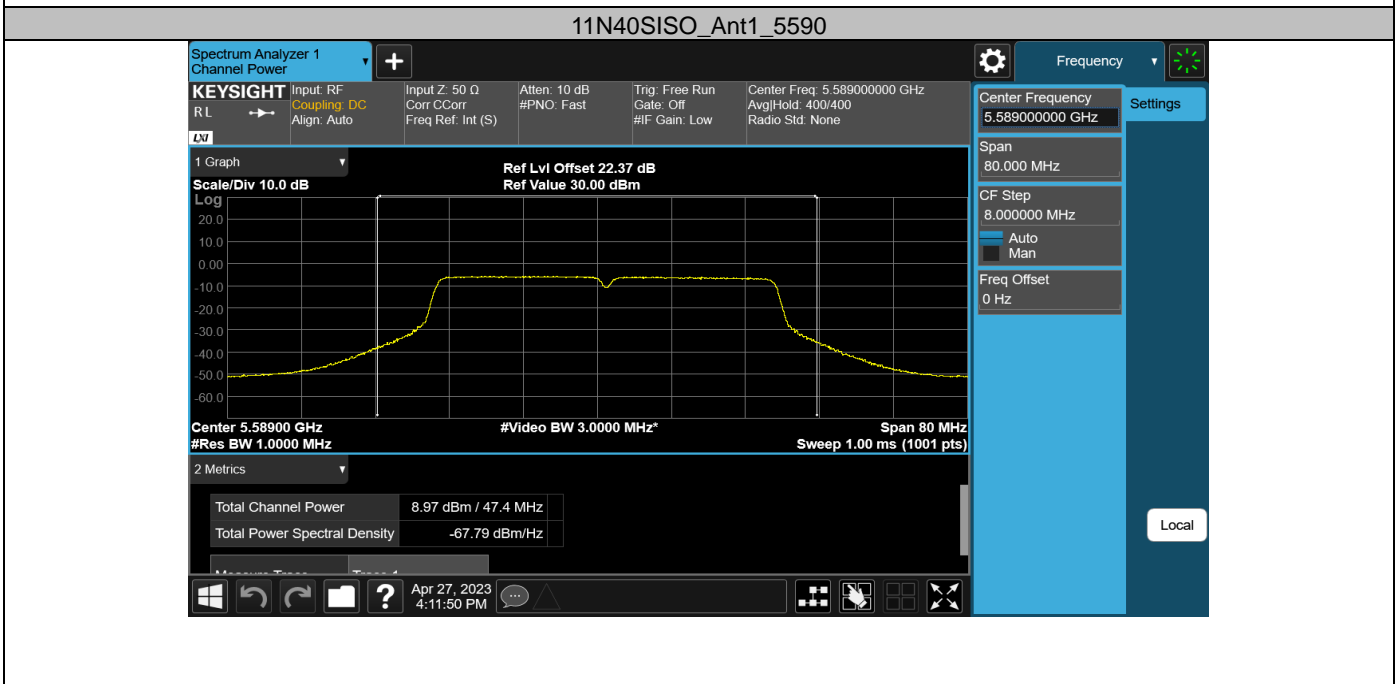 11N40SISO_Ant1_5590
Spectrum Analyzer 1
Channel Power
Frequency
KEYSIGHT
R L
LXI
Input: RF
Coupling: DC
Align: Auto
Input Z: 50 Ω
Corr CCorr
Freq Ref: Int (S)
Atten: 10 dB
#PNO: Fast
Trig: Free Run
Gate: Off
#IF Gain: Low
Center Freq: 5.589000000 GHz
Avg|Hold: 400/400
Radio Std: None
Center Frequency
5.589000000 GHz
Settings
Span
80.000 MHz
CF Step
8.000000 MHz
Auto
Man
Freq Offset
0 Hz
1 Graph
Scale/Div 10.0 dB
Ref Lvl Offset 22.37 dB
Ref Value 30.00 dBm
Log
20.0
10.0
0.00
-10.0
-20.0
-30.0
-40.0
-50.0
-60.0
Center 5.58900 GHz
#Video BW 3.0000 MHz*
Span 80 MHz
#Res BW 1.0000 MHz
Sweep 1.00 ms (1001 pts)
2 Metrics
Total Channel Power 8.97 dBm / 47.4 MHz
Total Power Spectral Density -67.79 dBm/Hz
Measure Trace Trace 1
Local
?
Apr 27, 2023
4:11:50 PM